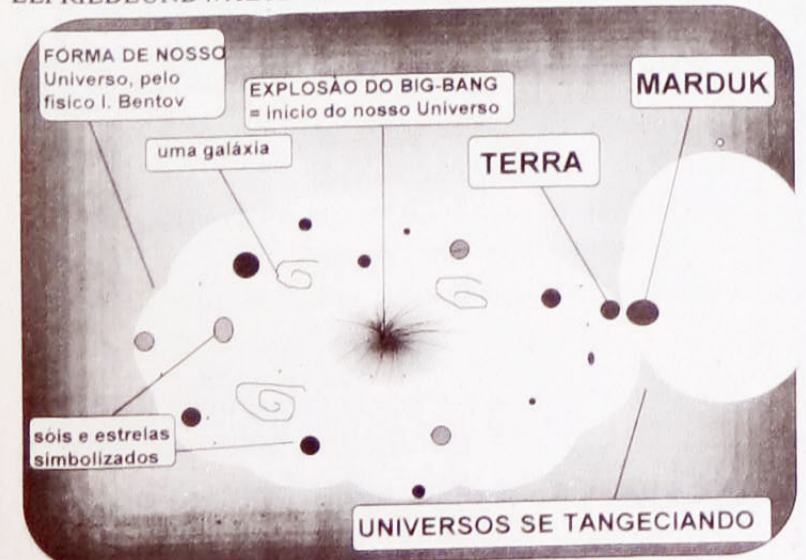 FORMA DE NOSSO
Universo, pelo
físico I. Bentov
EXPLOSÃO DO BIG-BANG
= início do nosso Universo
MARDUK
uma galáxia
TERRA
sóis e estrelas
simbolizados
UNIVERSOS SE TANGECIANDO